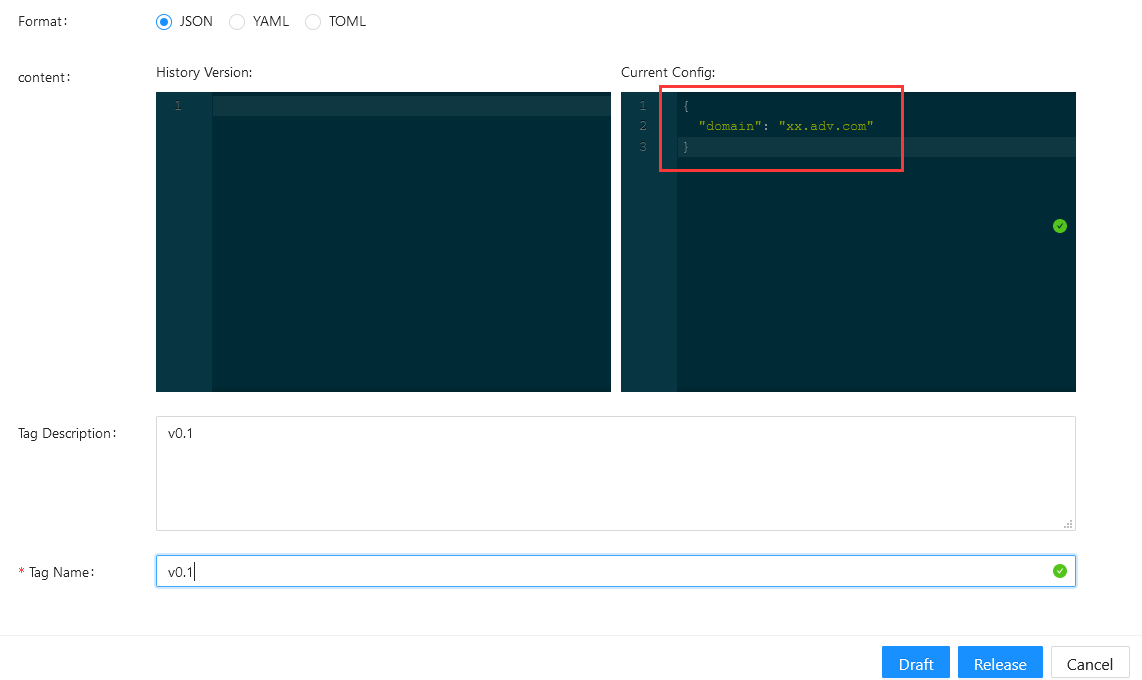 Format: JSON YAML TOML
content:
History Version:
1
Current Config:
1 {
2 "domain": "xx.adv.com"
3 }
Tag Description: v0.1
* Tag Name: v0.1
Draft Release Cancel